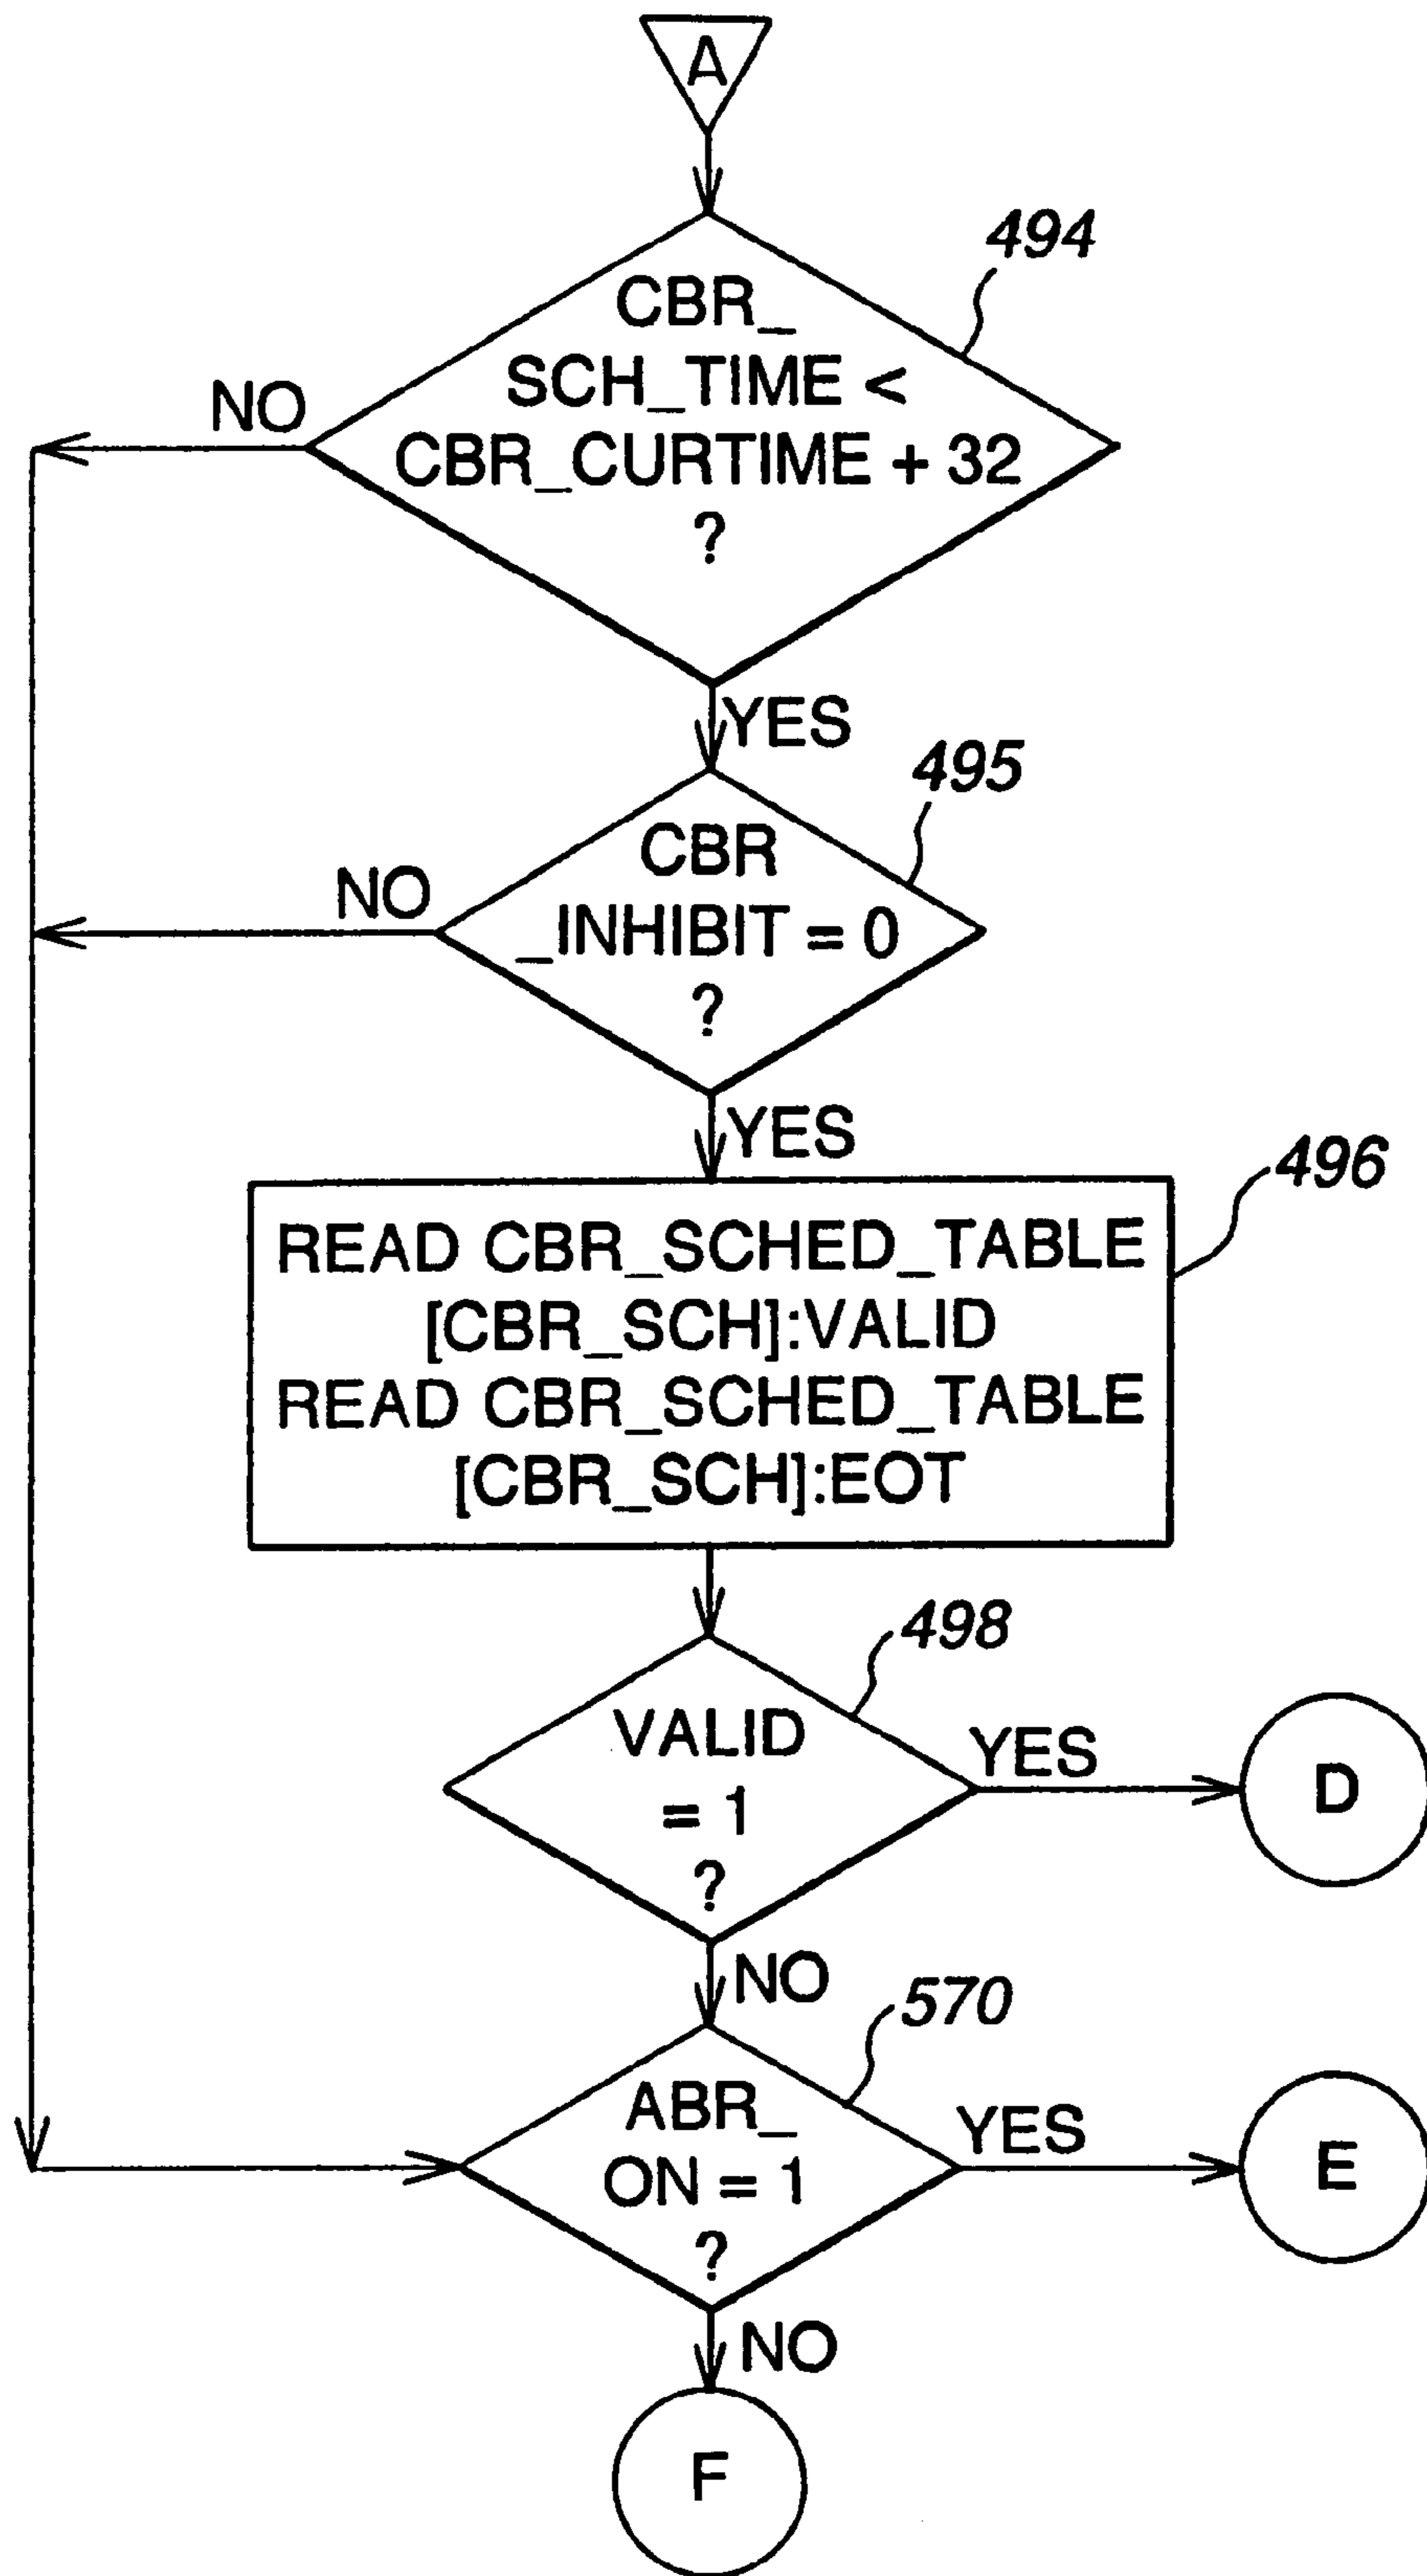 A
494
CBR_
SCH_TIME <
CBR_CURTIME + 32
?
NO
YES
495
CBR
_INHIBIT = 0
?
NO
YES
496
READ CBR_SCHED_TABLE
[CBR_SCH]:VALID
READ CBR_SCHED_TABLE
[CBR_SCH]:EOT
498
VALID
= 1
?
YES
D
NO
570
ABR_
ON = 1
?
YES
E
NO
F